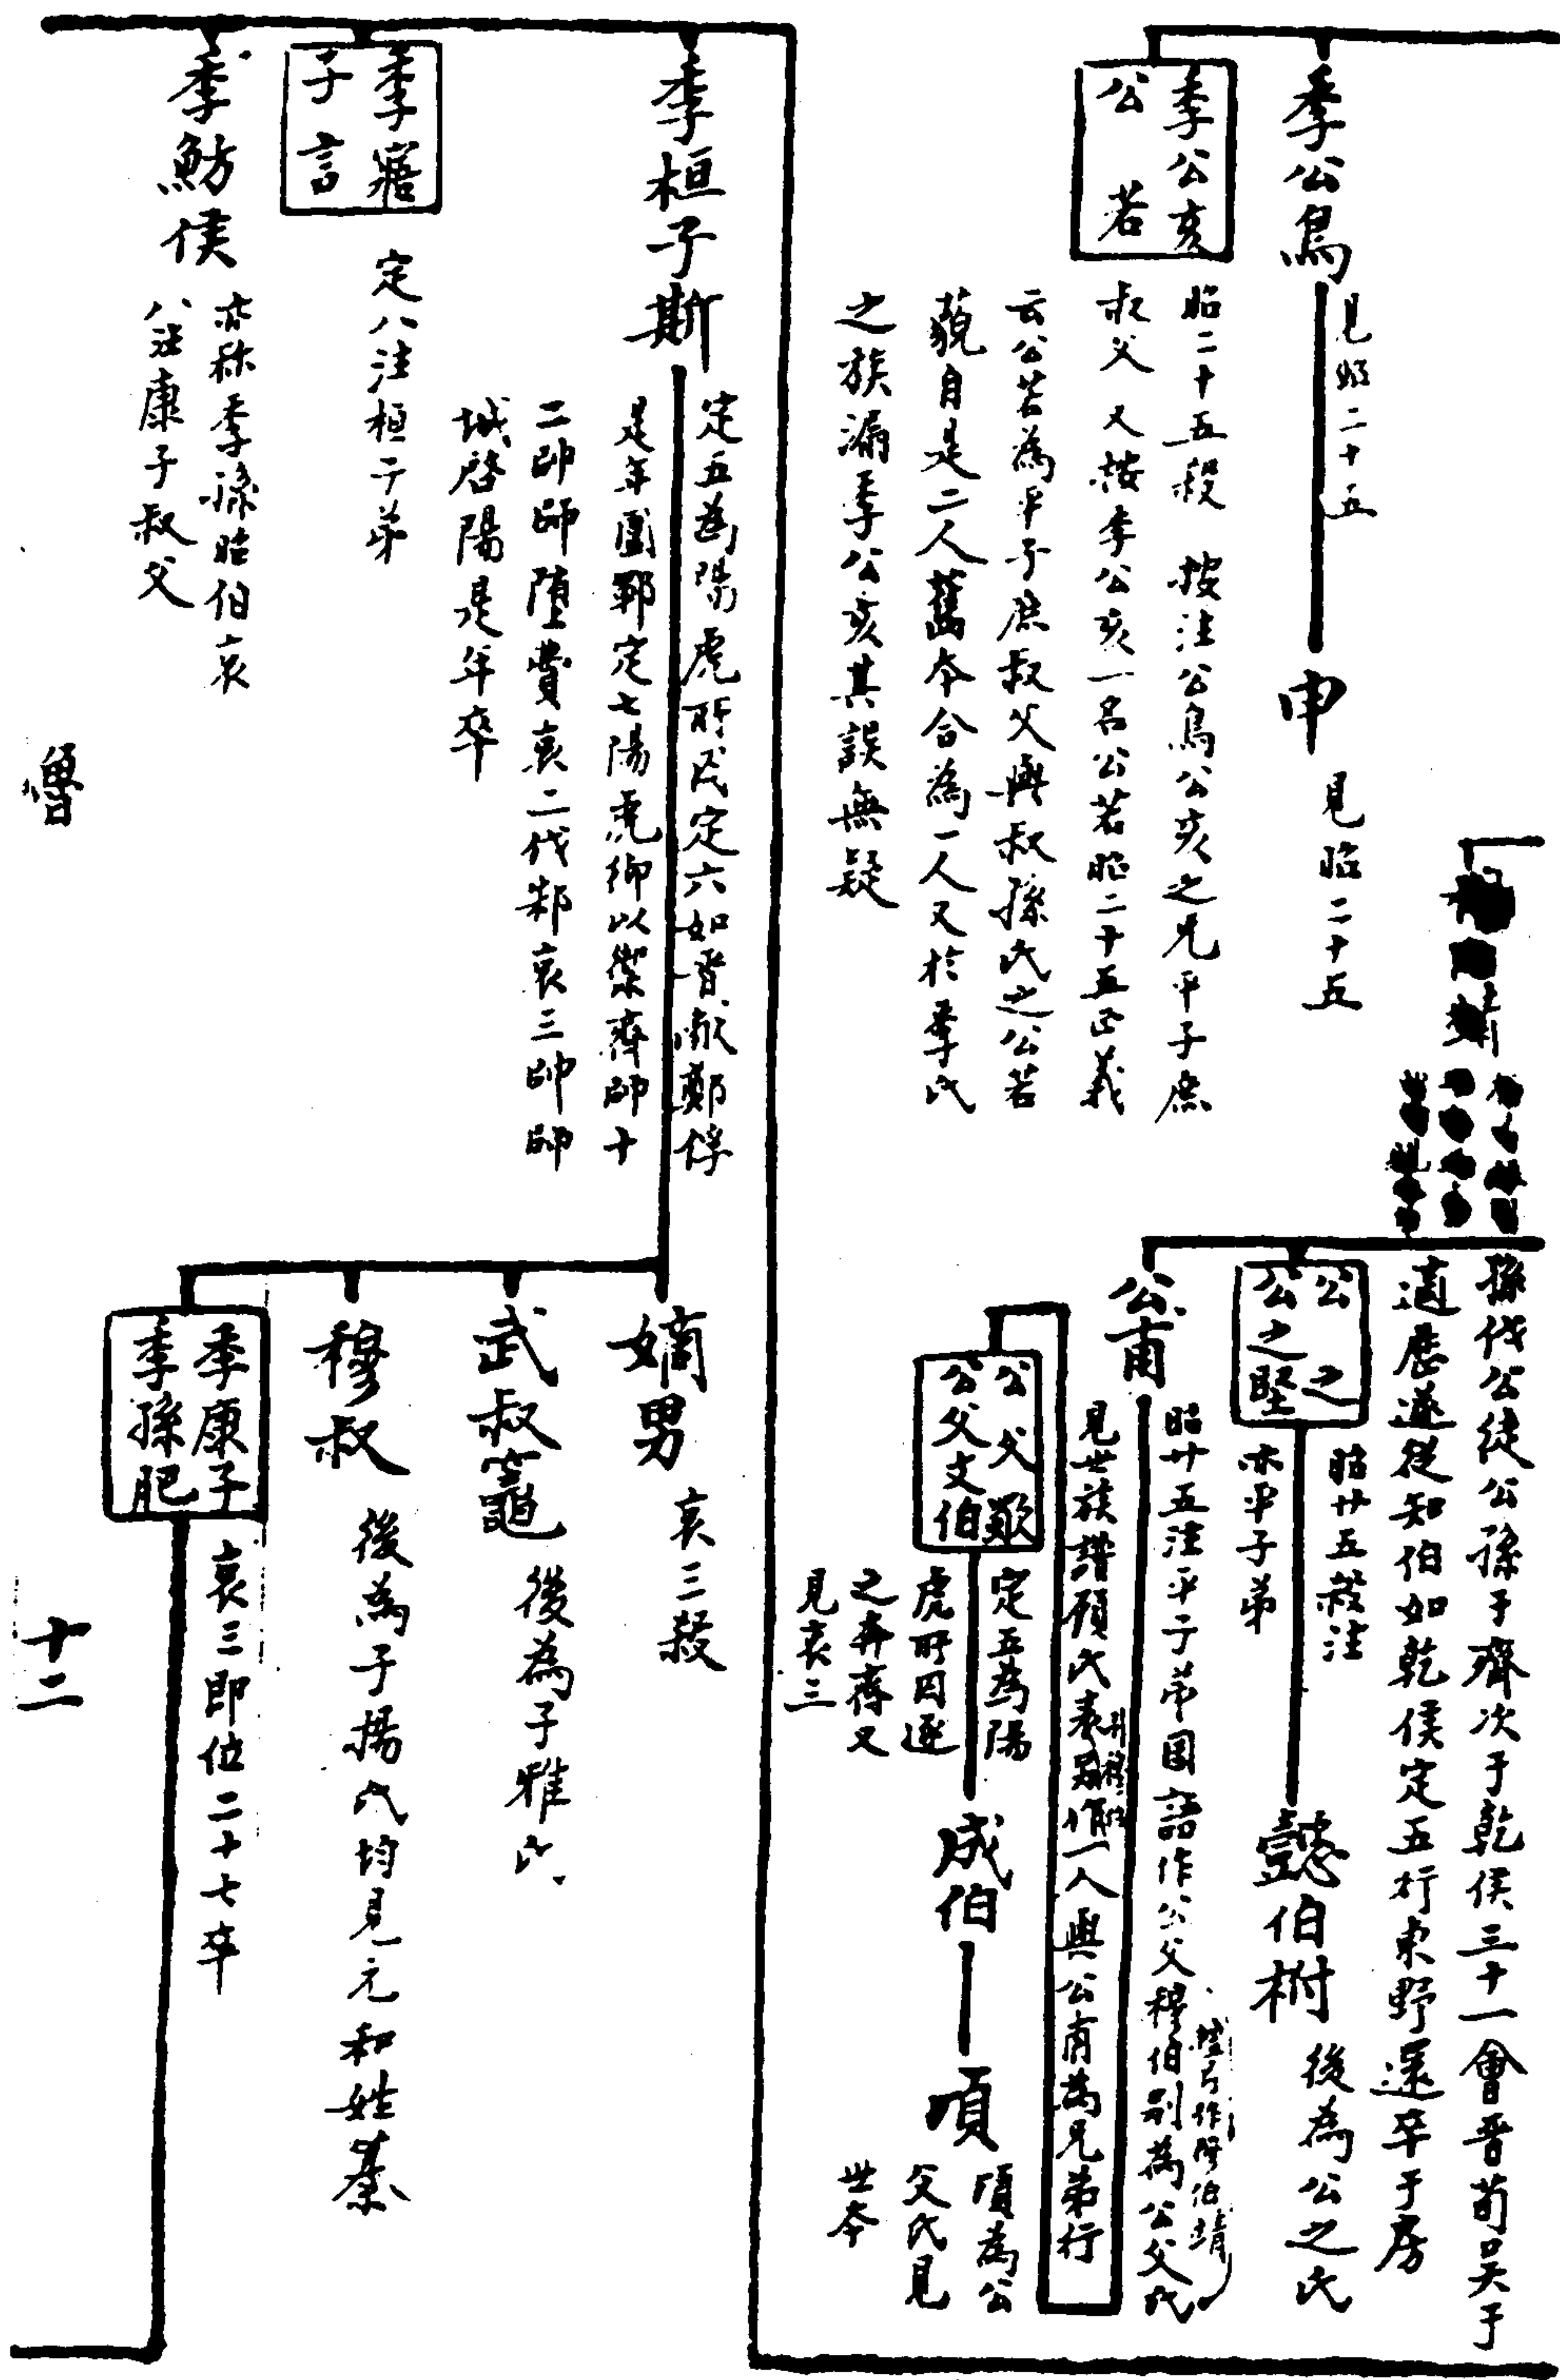 季公鳥
見昭二十五
申
見昭二十五
季公亥
公若
昭二十五殺 按注公鳥公亥之兄平子庶
叔父 又按季公亥一名公若昭二十五正義
云公若為平子庶叔父與叔孫氏之公若
藐自是二人舊本合為一人又於季氏
之族漏季公亥其誤無疑
孫伐公徒公孫于齊次于乾侯三十一會晉荀吳于
適歷遂從知伯如乾侯定五行東野還卒于房
公之
公之堅
昭廿五殺注
亦平子弟
懿伯柎
後為公之氏
公甫
昭廿五注平子弟國語作公父穆伯別為公父氏
見世族譜顧氏表
一人與公甫為兄弟行
公父歜
公父文伯
定五為陽
虎所囚逐
之奔齊又
見哀三
成伯
頃
頃為公
父氏見
世本
季桓子斯
定五為陽虎所囚定六如晉獻鄭俘
是年圍鄆定七陽虎御以禦齊師十
二帥師墮費哀二伐邾哀三帥師
城啓陽是年卒
季寤
子言
定八注桓子弟
季魴侯
亦稱季孫昭伯哀
八注康子叔父
嫡男
哀三殺
武叔竈
後為子雅氏
穆叔
後為子揚氏均見元和姓纂
季康子
季孫肥
哀三即位二十七卒
魯
十二